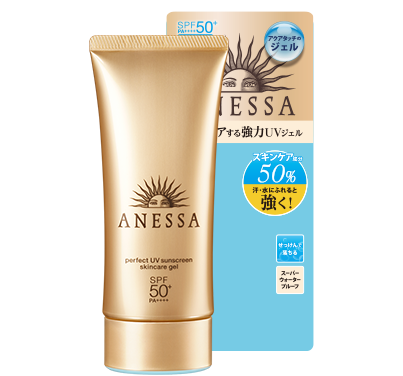 SPF50+
PA++++
アクアタッチの
ジェル
ANESSA
perfect UV sunscreen
skincare gel
SPF
50+
PA++++
NESSA
アする強力UVジェル
スキンケア成分
50%
汗・水にふれると
強く!
せっけんで
落ちる
スーパー
ウォーター
プルーフ